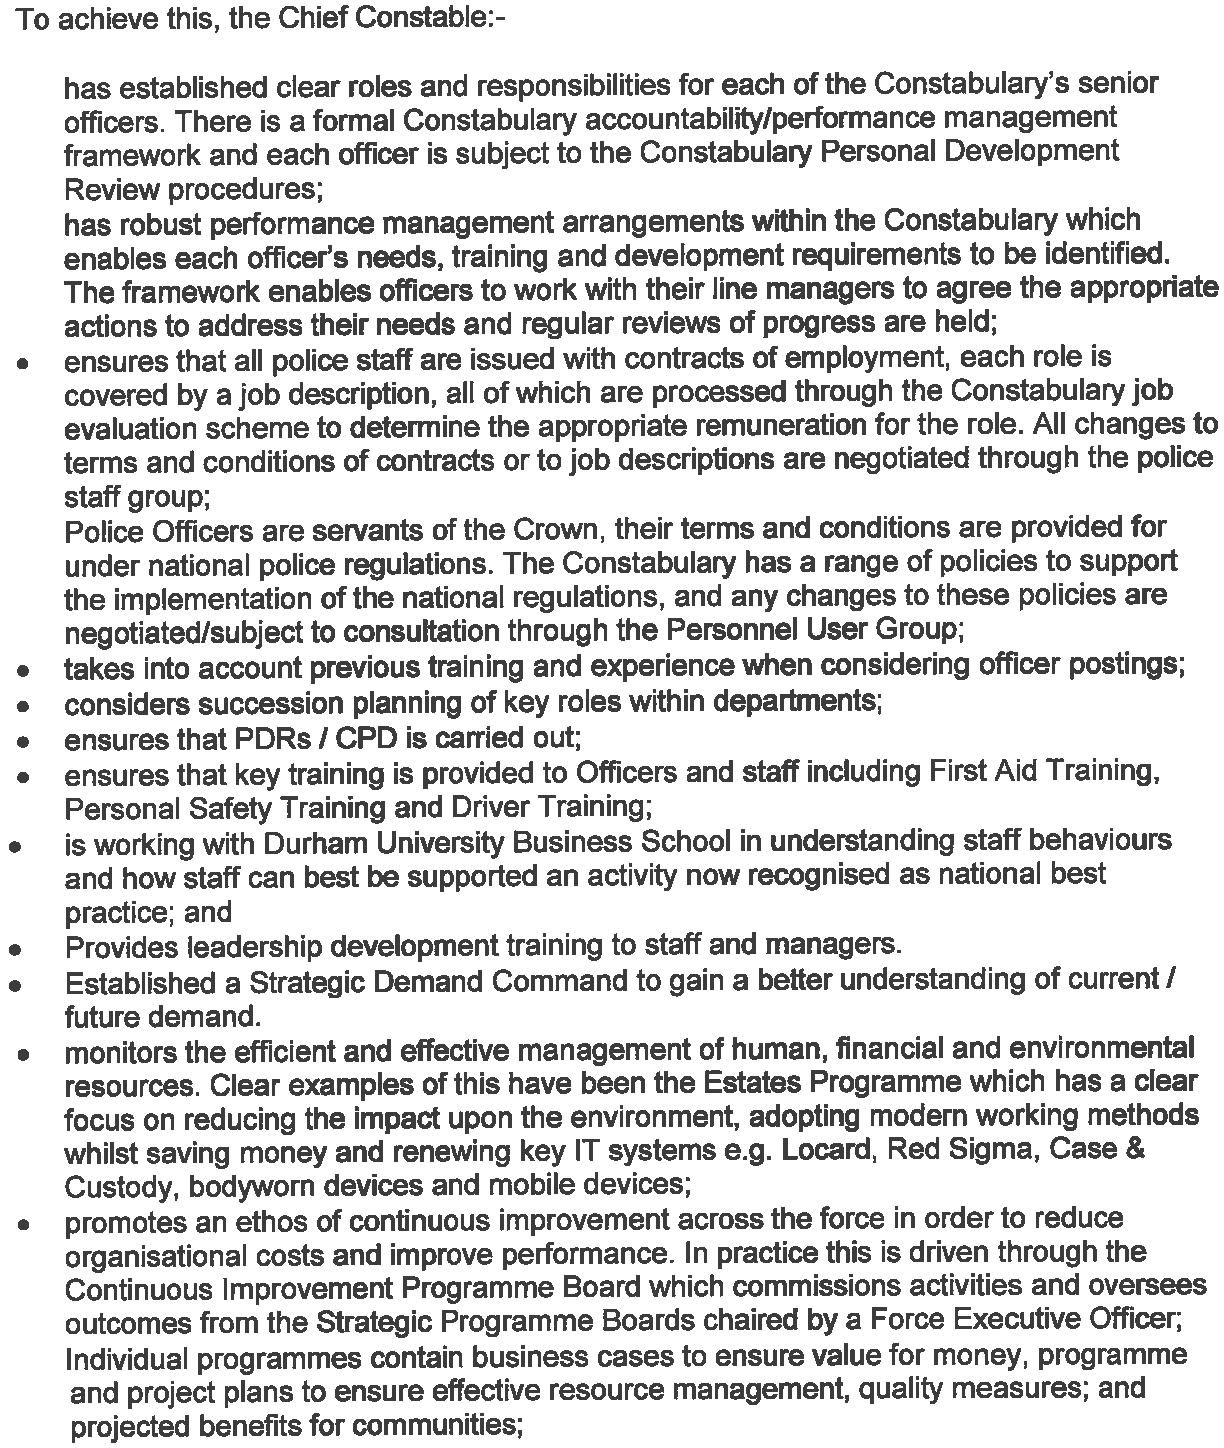 To achieve this, the Chief Constable:-
has established clear roles and responsibilities for each of the Constabulary's senior
officers. There is a formal Constabulary accountability/performance management
framework and each officer is subject to the Constabulary Personal Development
Review procedures;
has robust performance management arrangements within the Constabulary which
enables each officer's needs, training and development requirements to be identified.
The framework enables officers to work with their line managers to agree the appropriate
actions to address their needs and regular reviews of progress are held;
• ensures that all police staff are issued with contracts of employment, each role is
covered by a job description, all of which are processed through the Constabulary job
evaluation scheme to determine the appropriate remuneration for the role. All changes to
terms and conditions of contracts or to job descriptions are negotiated through the police
staff group;
Police Officers are servants of the Crown, their terms and conditions are provided for
under national police regulations. The Constabulary has a range of policies to support
the implementation of the national regulations, and any changes to these policies are
negotiated/subject to consultation through the Personnel User Group;
• takes into account previous training and experience when considering officer postings;
• considers succession planning of key roles within departments;
• ensures that PDRs / CPD is carried out;
• ensures that key training is provided to Officers and staff including First Aid Training,
Personal Safety Training and Driver Training;
• is working with Durham University Business School in understanding staff behaviours
and how staff can best be supported an activity now recognised as national best
practice; and
• Provides leadership development training to staff and managers.
• Established a Strategic Demand Command to gain a better understanding of current /
future demand.
• monitors the efficient and effective management of human, financial and environmental
resources. Clear examples of this have been the Estates Programme which has a clear
focus on reducing the impact upon the environment, adopting modern working methods
whilst saving money and renewing key IT systems e.g. Locard, Red Sigma, Case &
Custody, bodyworn devices and mobile devices;
• promotes an ethos of continuous improvement across the force in order to reduce
organisational costs and improve performance. In practice this is driven through the
Continuous Improvement Programme Board which commissions activities and oversees
outcomes from the Strategic Programme Boards chaired by a Force Executive Officer;
Individual programmes contain business cases to ensure value for money, programme
and project plans to ensure effective resource management, quality measures; and
projected benefits for communities;